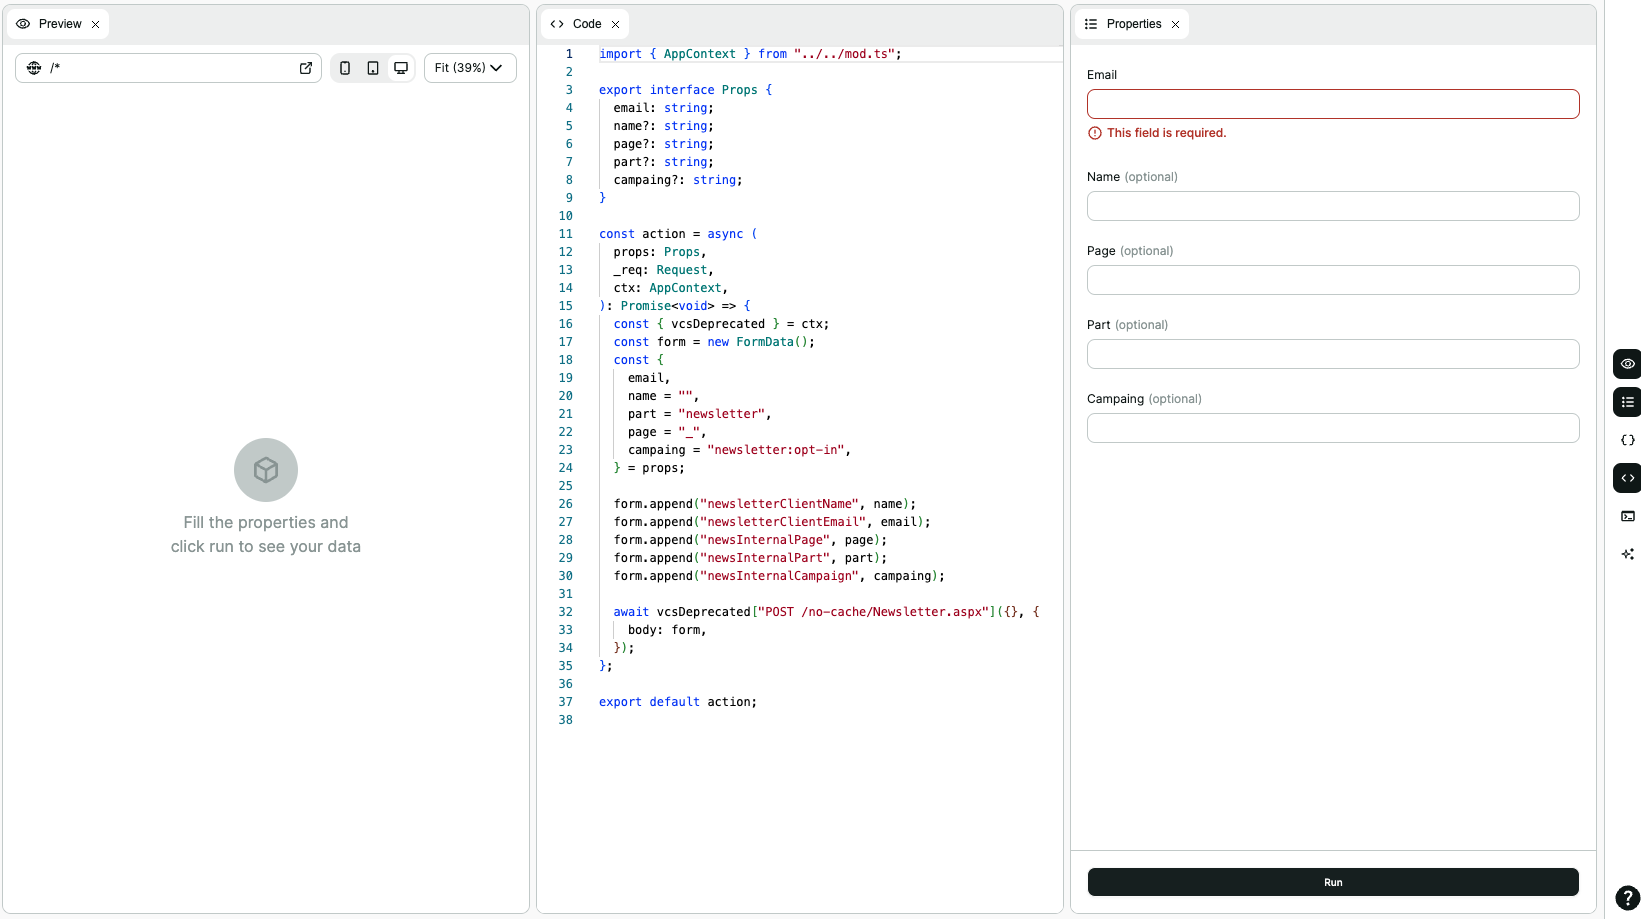 Preview
/*
Fit (39%)
Fill the properties and
click run to see your data
Code
1 import { AppContext } from "../../mod.ts";
2
3 export interface Props {
4 email: string;
5 name?: string;
6 page?: string;
7 part?: string;
8 campaing?: string;
9 }
10
11 const action = async (
12 props: Props,
13 _req: Request,
14 ctx: AppContext,
15 ): Promise<void> => {
16 const { vcsDeprecated } = ctx;
17 const form = new FormData();
18 const {
19 email,
20 name = "",
21 part = "newsletter",
22 page = "_",
23 campaing = "newsletter:opt-in",
24 } = props;
25
26 form.append("newsletterClientName", name);
27 form.append("newsletterClientEmail", email);
28 form.append("newsInternalPage", page);
29 form.append("newsInternalPart", part);
30 form.append("newsInternalCampaign", campaing);
31
32 await vcsDeprecated["POST /no-cache/Newsletter.aspx"]({}, {
33 body: form,
34 });
35 };
36
37 export default action;
38
Properties
Email
This field is required.
Name (optional)
Page (optional)
Part (optional)
Campaing (optional)
Run
?